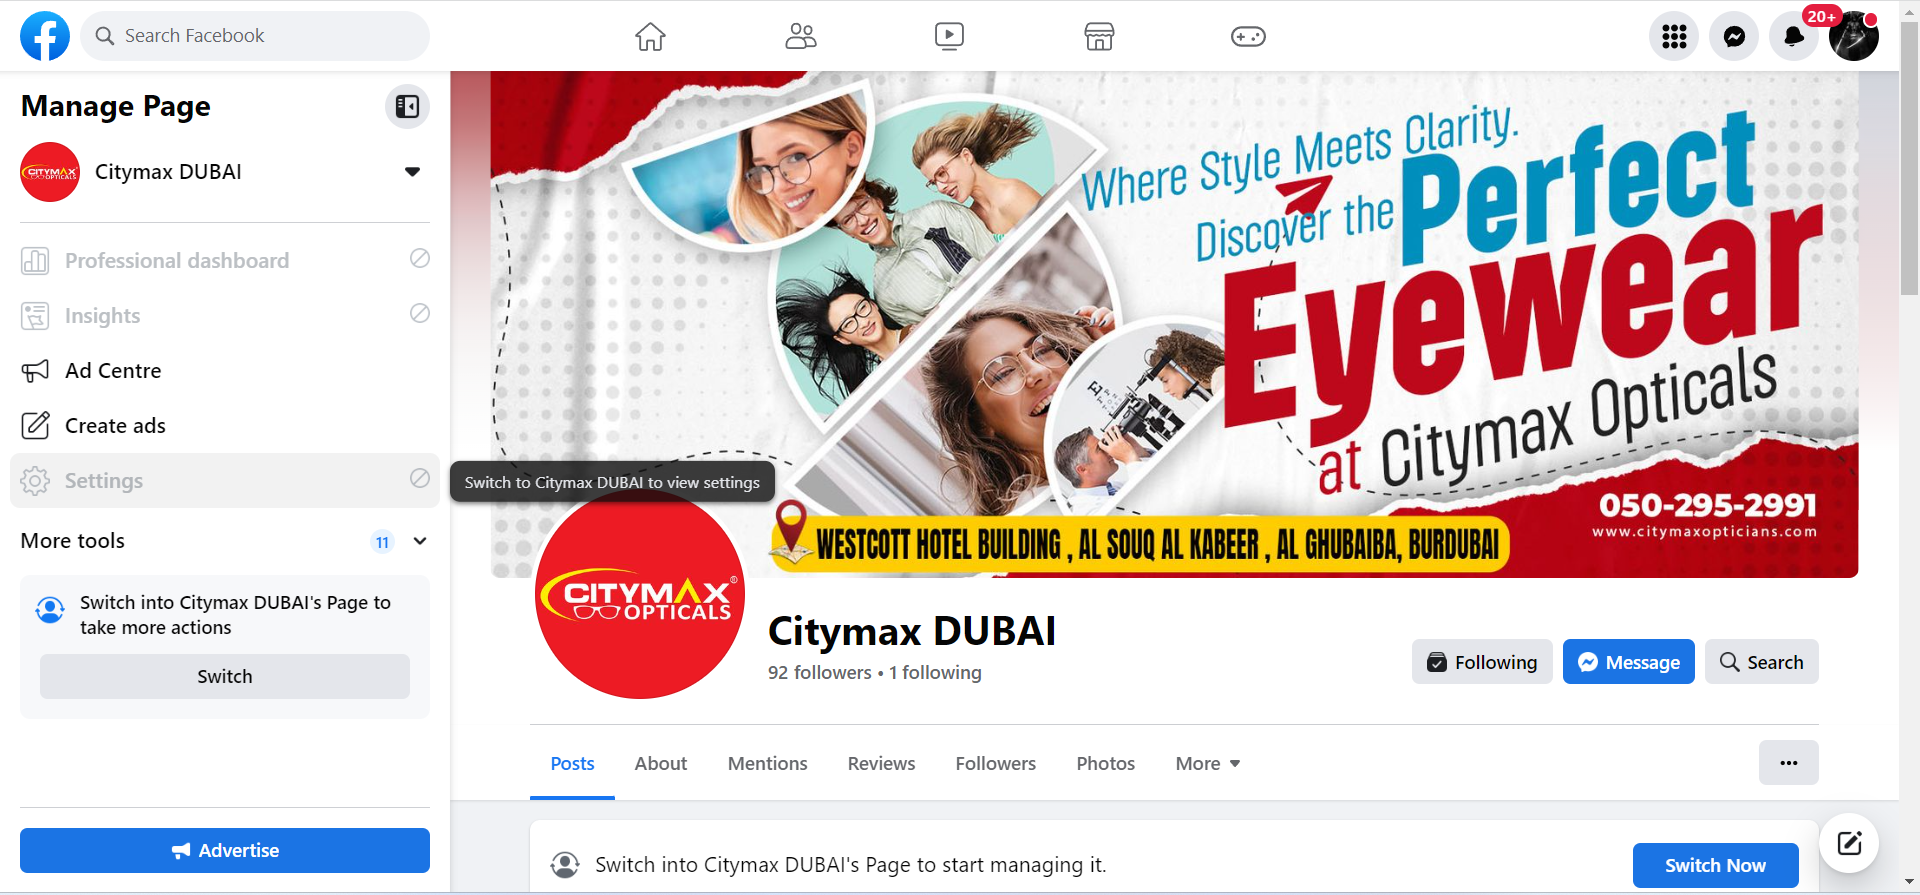 Search Facebook
20+
Manage Page
CITYMAX
OPTICALS
Citymax DUBAI
Professional dashboard
Insights
Ad Centre
Create ads
Settings
Switch to Citymax DUBAI to view settings
More tools
11
Switch into Citymax DUBAI's Page to
take more actions
Switch
Advertise
Where Style Meets Clarity.
Discover the Perfect
Eyewear
at Citymax Opticals
050-295-2991
www.citymaxopticians.com
WESTCOTT HOTEL BUILDING , AL SOUQ AL KABEER , AL GHUBAIBA, BURDUBAI
CITYMAX®
OPTICALS
Citymax DUBAI
92 followers • 1 following
Following
Message
Search
Posts
About
Mentions
Reviews
Followers
Photos
More
Switch into Citymax DUBAI's Page to start managing it.
Switch Now